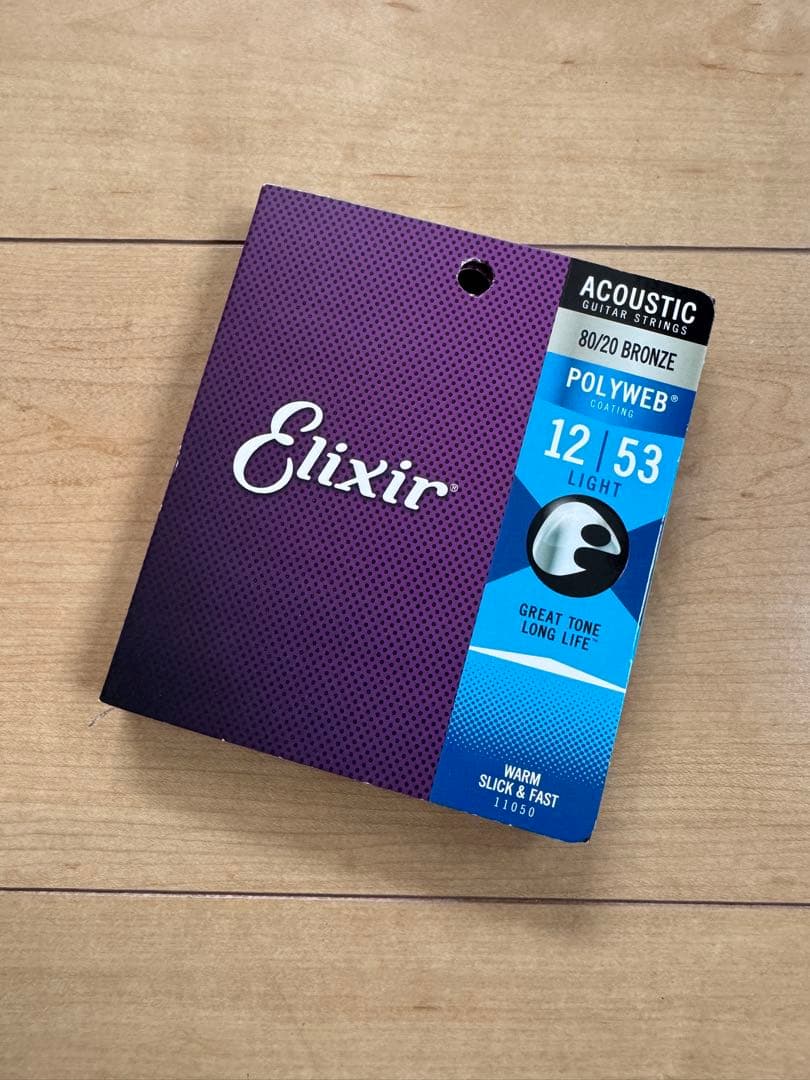 Elixir®
ACOUSTIC
GUITAR STRINGS
80/20 BRONZE
POLYWEB®
COATING
12 | 53
LIGHT
GREAT TONE
LONG LIFE™
WARM
SLICK & FAST
11050